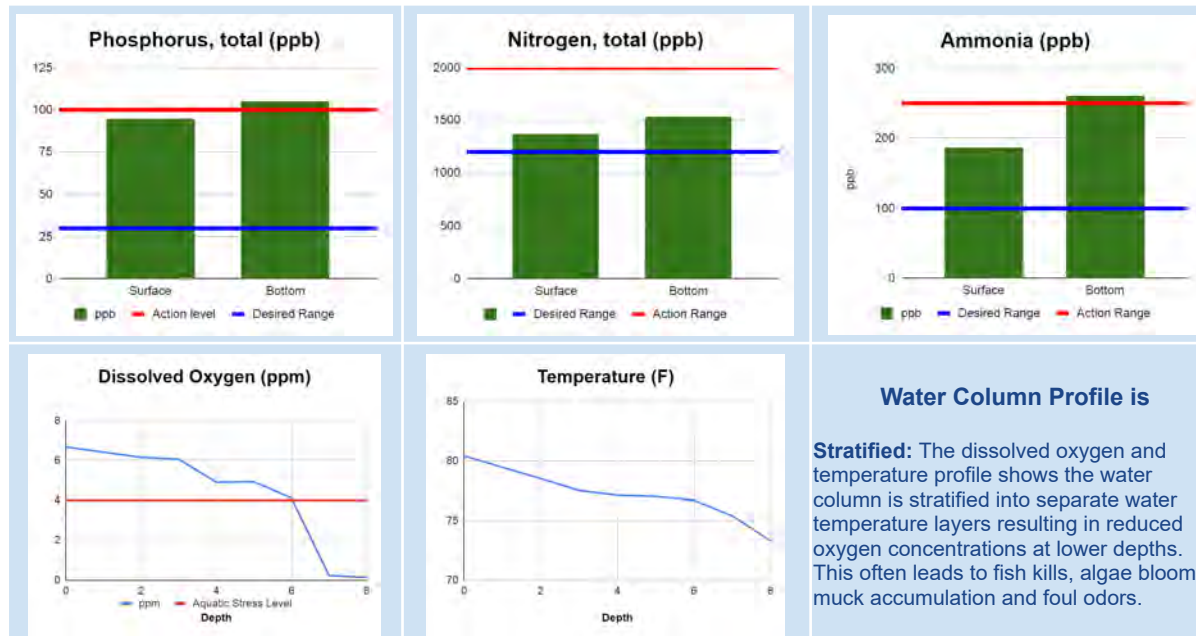 Phosphorus, total (ppb)
125
100
75
50
25
0
Surface Bottom
ppb Action level Desired Range
Nitrogen, total (ppb)
2000
1500
1000
500
0
Surface Bottom
Desired Range Action Range
Ammonia (ppb)
ppb
300
200
100
0
Surface Bottom
ppb Desired Range Action Range
Dissolved Oxygen (ppm)
8
6
4
2
0
0 2 4 6 8
ppm Aquatic Stress Level
Depth
Temperature (F)
85
80
75
70
0 2 4 6 8
Depth
Water Column Profile is
Stratified: The dissolved oxygen and
temperature profile shows the water
column is stratified into separate water
temperature layers resulting in reduced
oxygen concentrations at lower depths.
This often leads to fish kills, algae bloom
muck accumulation and foul odors.